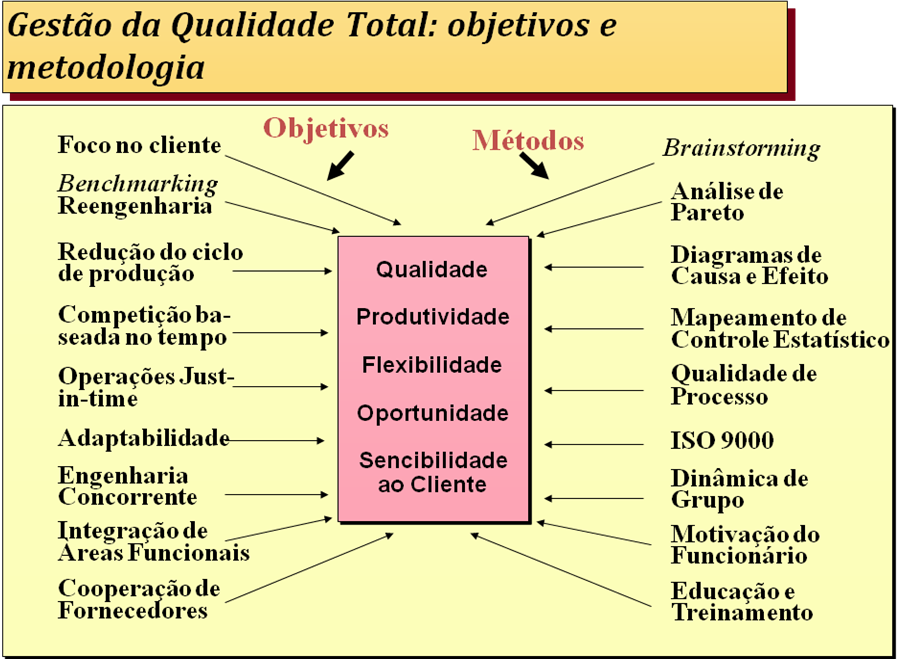 Gestão da Qualidade Total: objetivos e
metodologia
Objetivos
Métodos
Foco no cliente
Benchmarking
Reengenharia
Redução do ciclo
de produção
Competição ba-
seada no tempo
Operações Just-
in-time
Adaptabilidade
Engenharia
Concorrente
Integração de
Áreas Funcionais
Cooperação de
Fornecedores
Qualidade
Produtividade
Flexibilidade
Oportunidade
Sencibilidade
ao Cliente
Brainstorming
Análise de
Pareto
Diagramas de
Causa e Efeito
Mapeamento de
Controle Estatístico
Qualidade de
Processo
ISO 9000
Dinâmica de
Grupo
Motivação do
Funcionário
Educação e
Treinamento